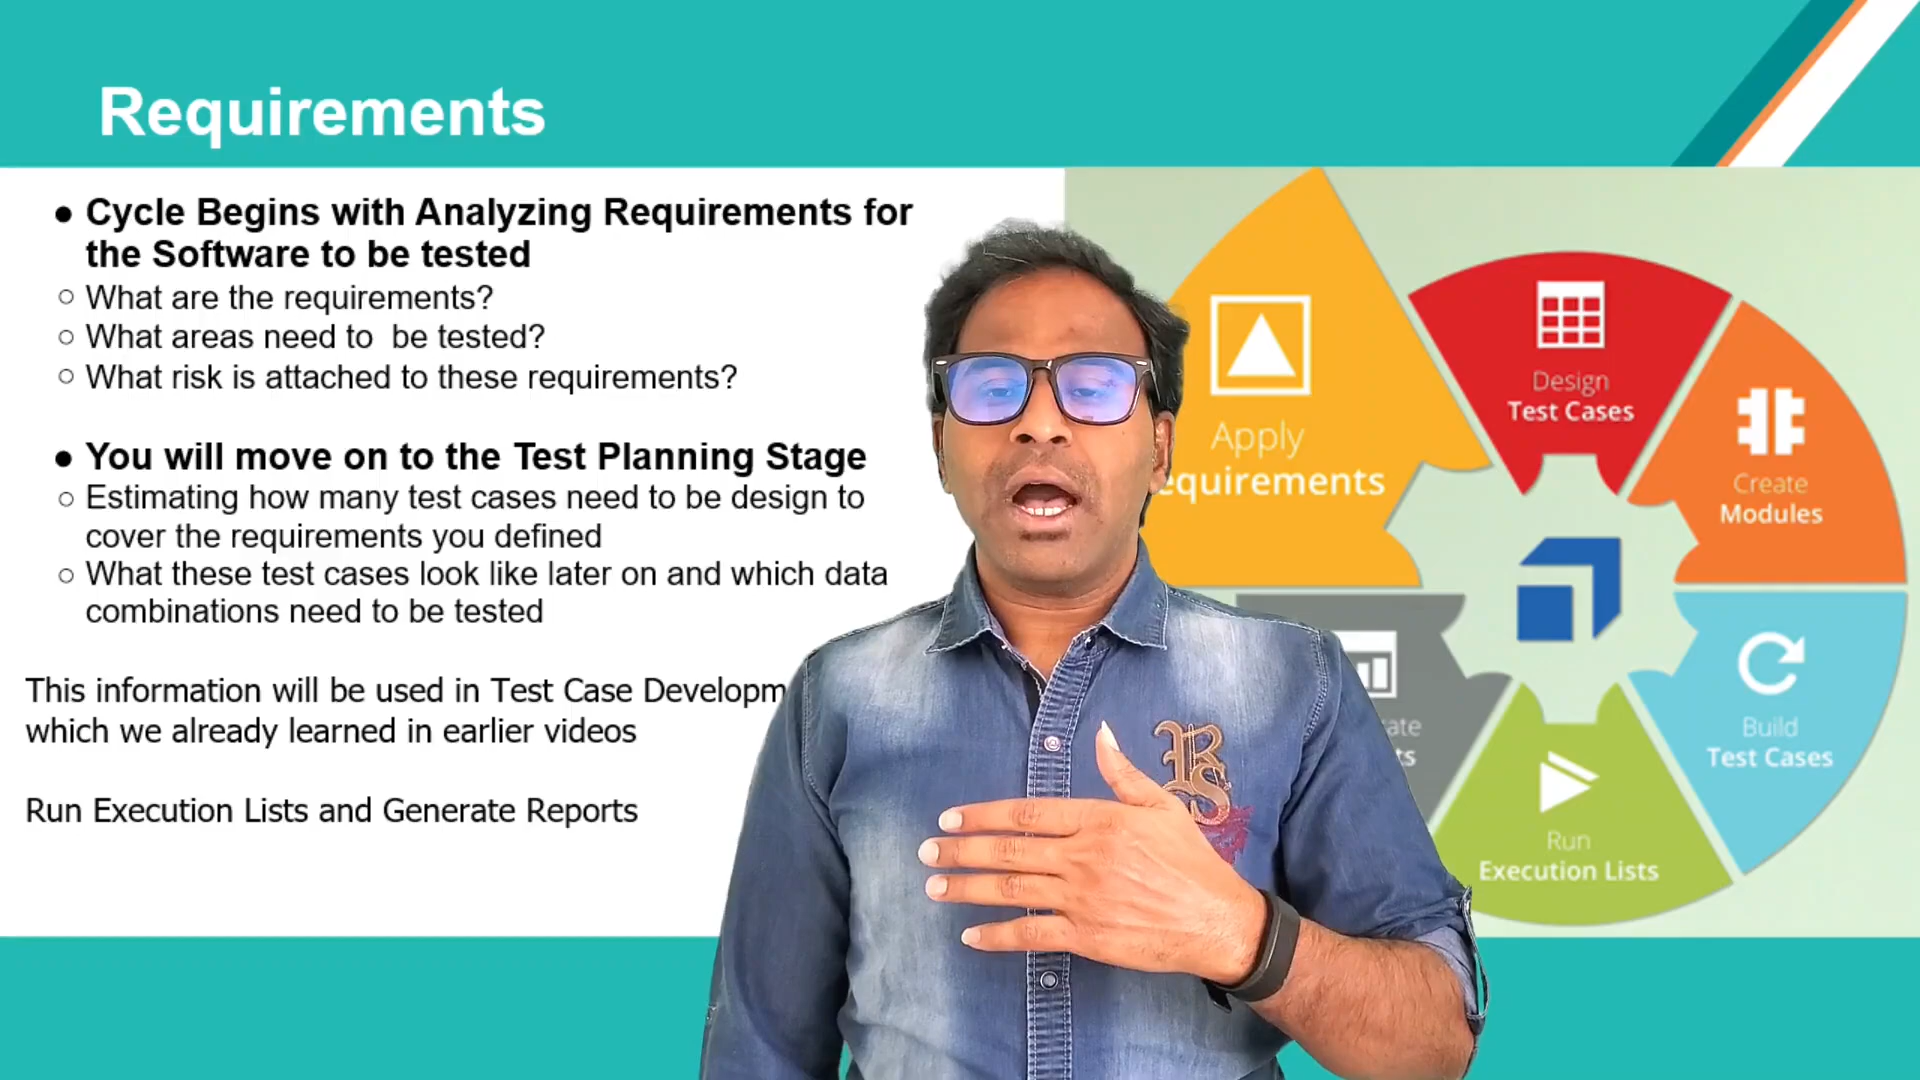 Requirements
● Cycle Begins with Analyzing Requirements for
the Software to be tested
○ What are the requirements?
○ What areas need to  be tested?
○ What risk is attached to these requirements?
● You will move on to the Test Planning Stage
○ Estimating how many test cases need to be design to
cover the requirements you defined
○ What these test cases look like later on and which data
combinations need to be tested
This information will be used in Test Case
which we already learned in earlier videos
Run Execution Lists and Generate Reports
Apply
Design
Test Cases
Create
Modules
Build
Test Cases
Run
Execution Lists